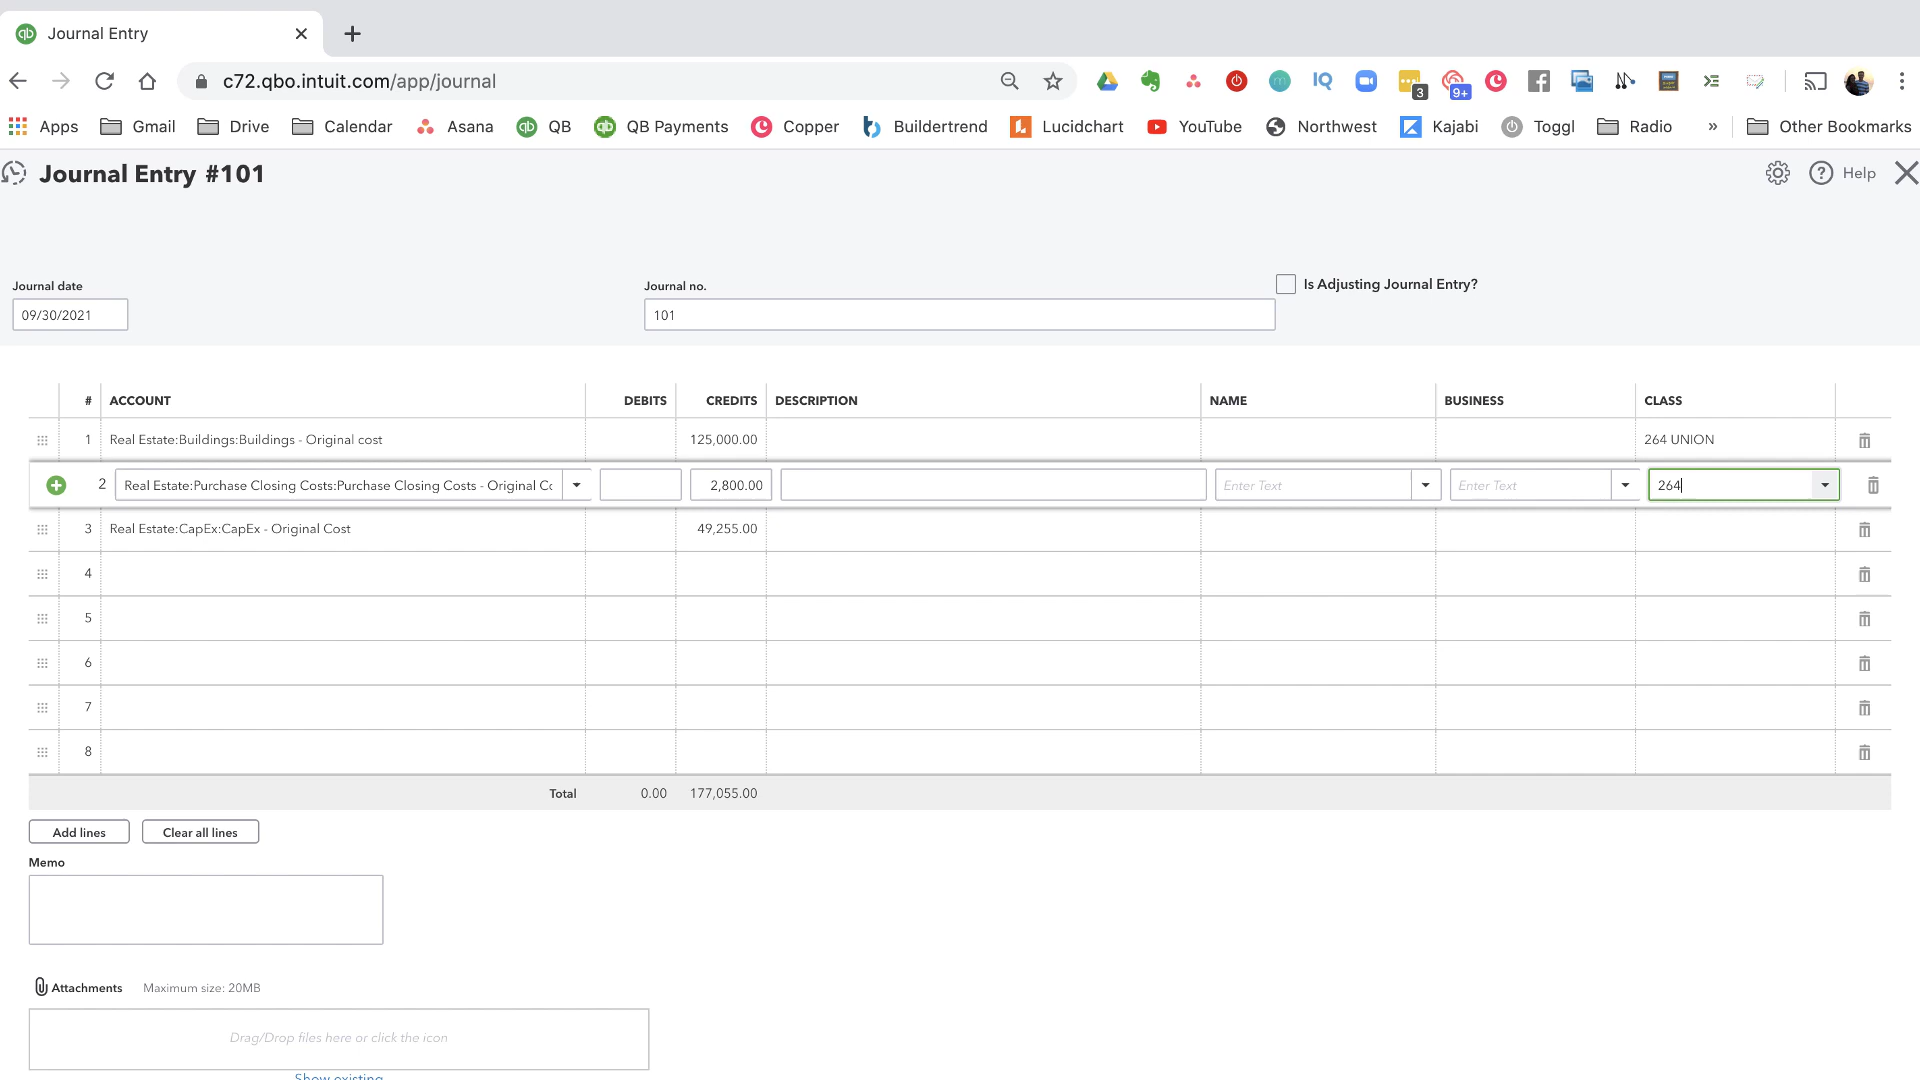 Journal Entry
c72.qbo.intuit.com/app/journal
3
9+
Apps Gmail Drive Calendar Asana QB QB Payments Copper Buildertrend Lucidchart YouTube Northwest Kajabi Toggl Radio » Other Bookmarks
Journal Entry #101
Help
Journal date
Journal no.
Is Adjusting Journal Entry?
09/30/2021
101
# ACCOUNT DEBITS CREDITS DESCRIPTION NAME BUSINESS CLASS
1 Real Estate:Buildings:Buildings - Original cost 125,000.00 264 UNION
2 Real Estate:Purchase Closing Costs:Purchase Closing Costs - Original Cc 2,800.00 Enter Text Enter Text 264
3 Real Estate:CapEx:CapEx - Original Cost 49,255.00
4
5
6
7
8
Total 0.00 177,055.00
Add lines Clear all lines
Memo
Attachments Maximum size: 20MB
Drag/Drop files here or click the icon
Show existing